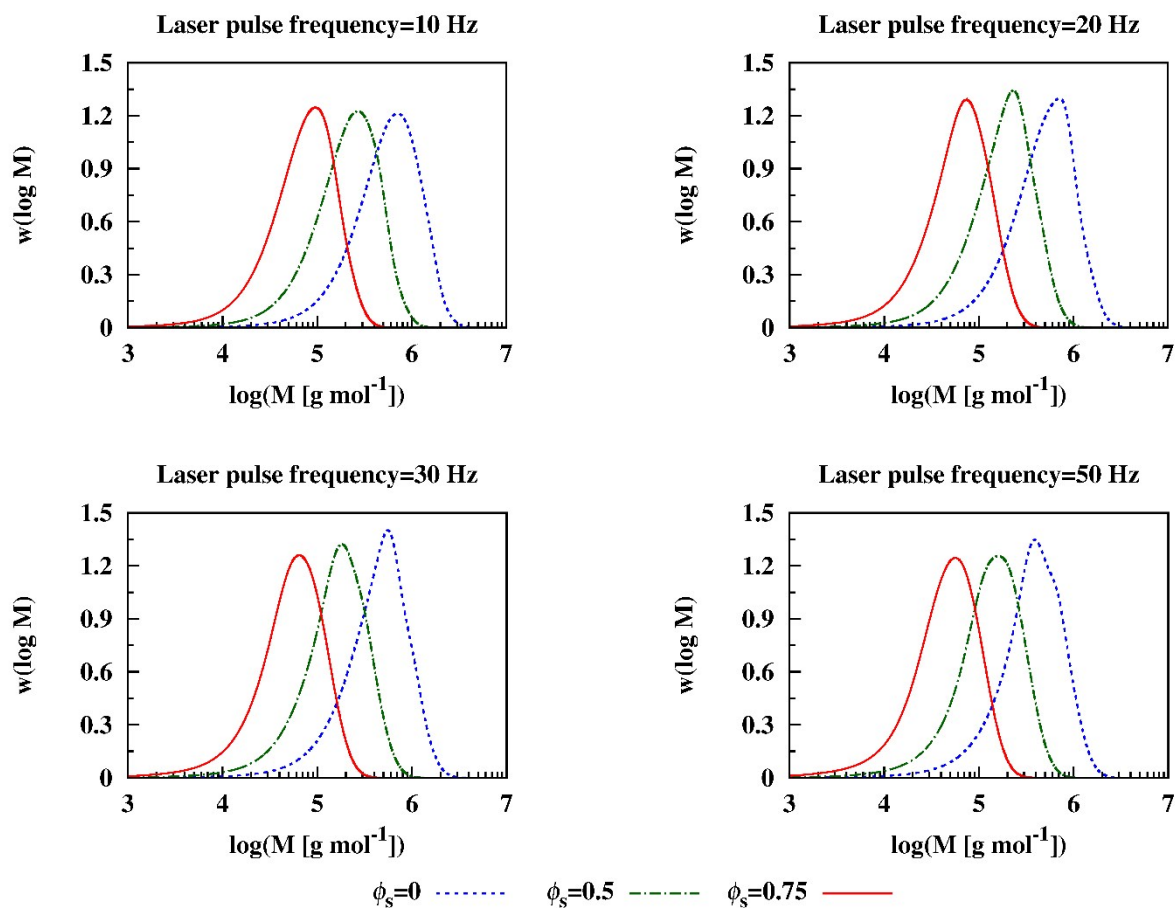 Laser pulse frequency=10 Hz
1.5
1.2
0.9
0.6
0.3
0
w(log M)
3 4 5 6 7
log(M [g mol⁻¹])
Laser pulse frequency=20 Hz
1.5
1.2
0.9
0.6
0.3
0
w(log M)
3 4 5 6 7
log(M [g mol⁻¹])
Laser pulse frequency=30 Hz
1.5
1.2
0.9
0.6
0.3
0
w(log M)
3 4 5 6 7
log(M [g mol⁻¹])
Laser pulse frequency=50 Hz
1.5
1.2
0.9
0.6
0.3
0
w(log M)
3 4 5 6 7
log(M [g mol⁻¹])
ϕₛ=0 ϕₛ=0.5 ϕₛ=0.75